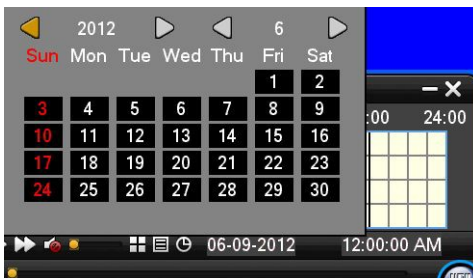 2012 6
Sun Mon Tue Wed Thu Fri Sat
1 2
3 4 5 6 7 8 9
10 11 12 13 14 15 16
17 18 19 20 21 22 23
24 25 26 27 28 29 30
:00 24:00
06-09-2012 12:00:00 AM